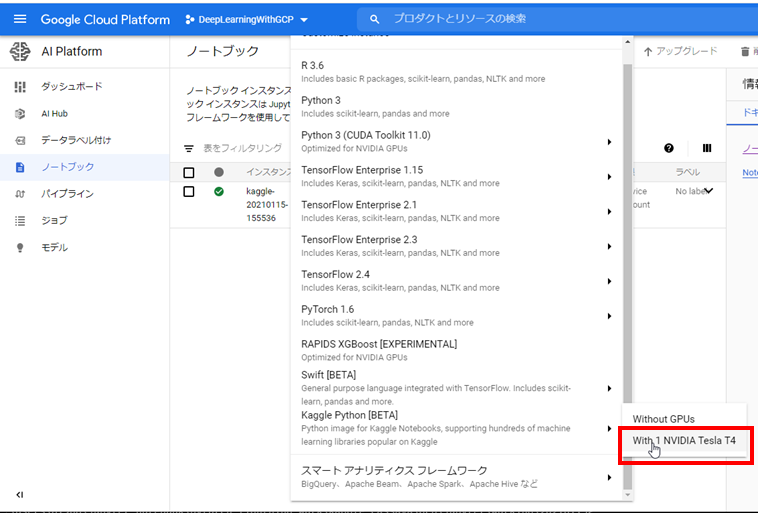 Google Cloud Platform
DeepLearningWithGCP
プロダクトとリソースの検索
AI Platform
ダッシュボード
AI Hub
データラベル付け
ノートブック
パイプライン
ジョブ
モデル
ノートブック
アップグレード
ノートブック インスタンス
ック インスタンスは Jupyt
フレームワークを使用して
表をフィルタリング
インスタンス
ラベル
kaggle-
20210115-
155536
vice
ount
No label
R 3.6
Includes basic R packages, scikit-learn, pandas, NLTK and more
Python 3
Includes scikit-learn, pandas and more
Python 3 (CUDA Toolkit 11.0)
Optimized for NVIDIA GPUs
TensorFlow Enterprise 1.15
Includes Keras, scikit-learn, pandas, NLTK and more
TensorFlow Enterprise 2.1
Includes Keras, scikit-learn, pandas, NLTK and more
TensorFlow Enterprise 2.3
Includes Keras, scikit-learn, pandas, NLTK and more
TensorFlow 2.4
Includes Keras, scikit-learn, pandas, NLTK and more
PyTorch 1.6
Includes scikit-learn, pandas, NLTK and more
RAPIDS XGBoost [EXPERIMENTAL]
Optimized for NVIDIA GPUs
Swift [BETA]
General purpose language integrated with TensorFlow. Includes scikit-
learn, pandas and more.
Kaggle Python [BETA]
Python image for Kaggle Notebooks, supporting hundreds of machine
learning libraries popular on Kaggle
スマート アナリティクス フレームワーク
BigQuery、Apache Beam、Apache Spark、Apache Hive など
Without GPUs
With 1 NVIDIA Tesla T4
情
ドキ
ノー
Note